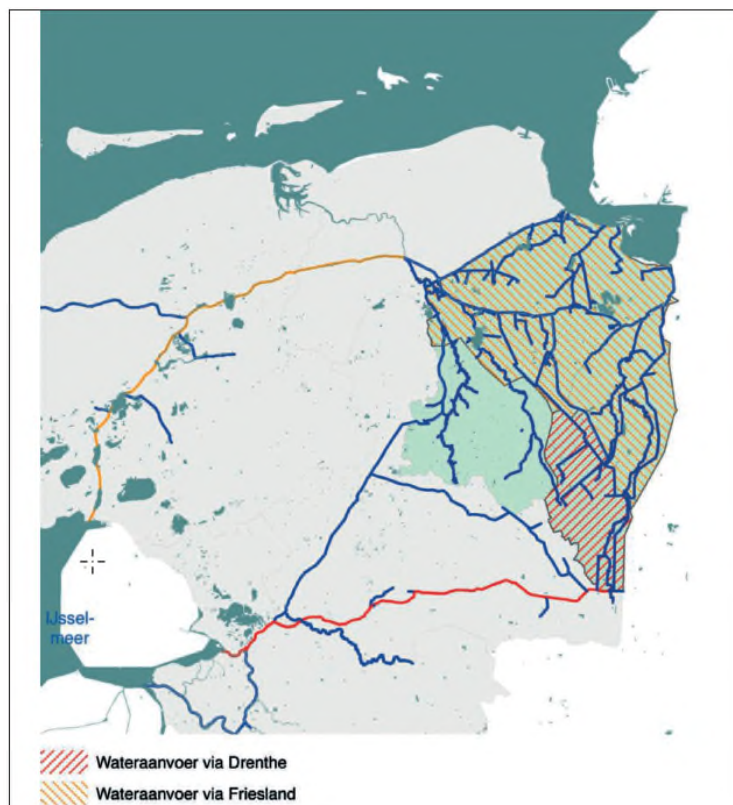 IJssel-
meer
Wateraanvoer via Drenthe
Wateraanvoer via Friesland